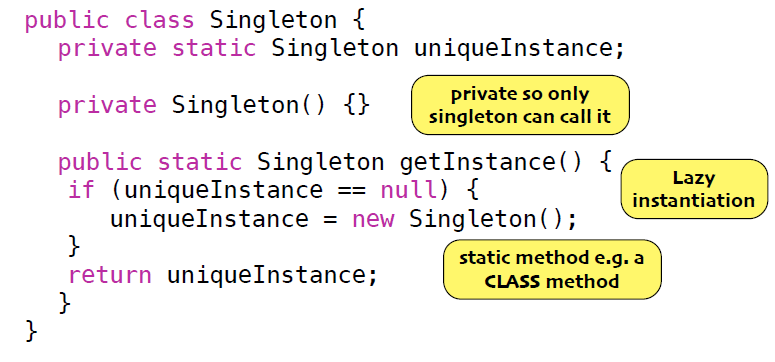 public class Singleton {
private static Singleton uniqueInstance;
private Singleton() {}
private so only
singleton can call it
public static Singleton getInstance() {
if (uniqueInstance == null) {
Lazy
instantiation
uniqueInstance = new Singleton();
}
static method e.g. a
CLASS method
return uniqueInstance;
}
}